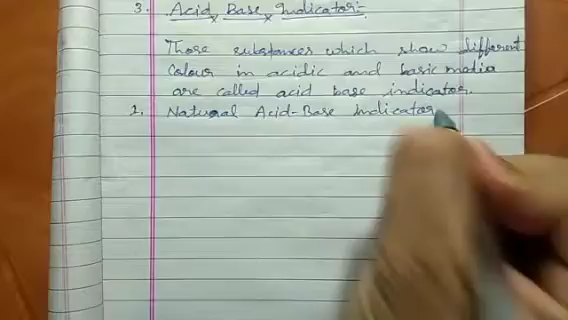 3. Acid Base Indicator:-
Those substances which show different
Colour in acidic and basic media
are called acid base indicator.
1. Natural Acid-Base Indicator